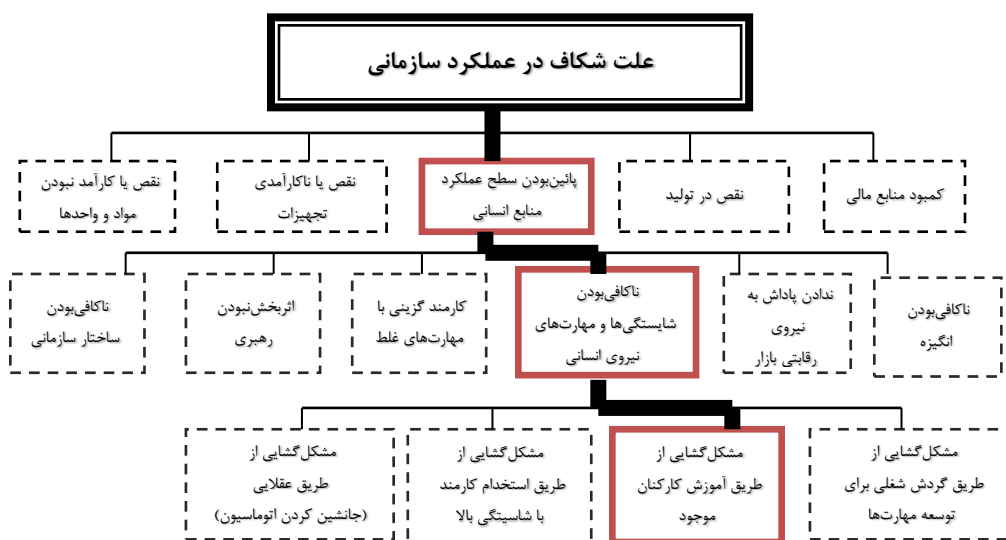 علت شکاف در عملکرد سازمانی
کمبود منابع مالی
نقص در تولید
پائین‌بودن سطح عملکرد
منابع انسانی
نقص یا ناکارآمدی
تجهیزات
نقص یا کارآمد نبودن
مواد و واحدها
ناکافی‌بودن
انگیزه
ندادن پاداش به
نیروی
رقابتی بازار
ناکافی‌بودن
شایستگی‌ها و مهارت‌های
نیروی انسانی
کارمند گزینی با
مهارت‌های غلط
اثربخش‌نبودن
رهبری
ناکافی‌بودن
ساختار سازمانی
مشکل‌گشایی از
طریق گردش شغلی برای
توسعه مهارت‌ها
مشکل‌گشایی از
طریق آموزش کارکنان
موجود
مشکل‌گشایی از
طریق استخدام کارمند
با شاسیتگی بالا
مشکل‌گشایی از
طریق عقلایی
(جانشین کردن اتوماسیون)